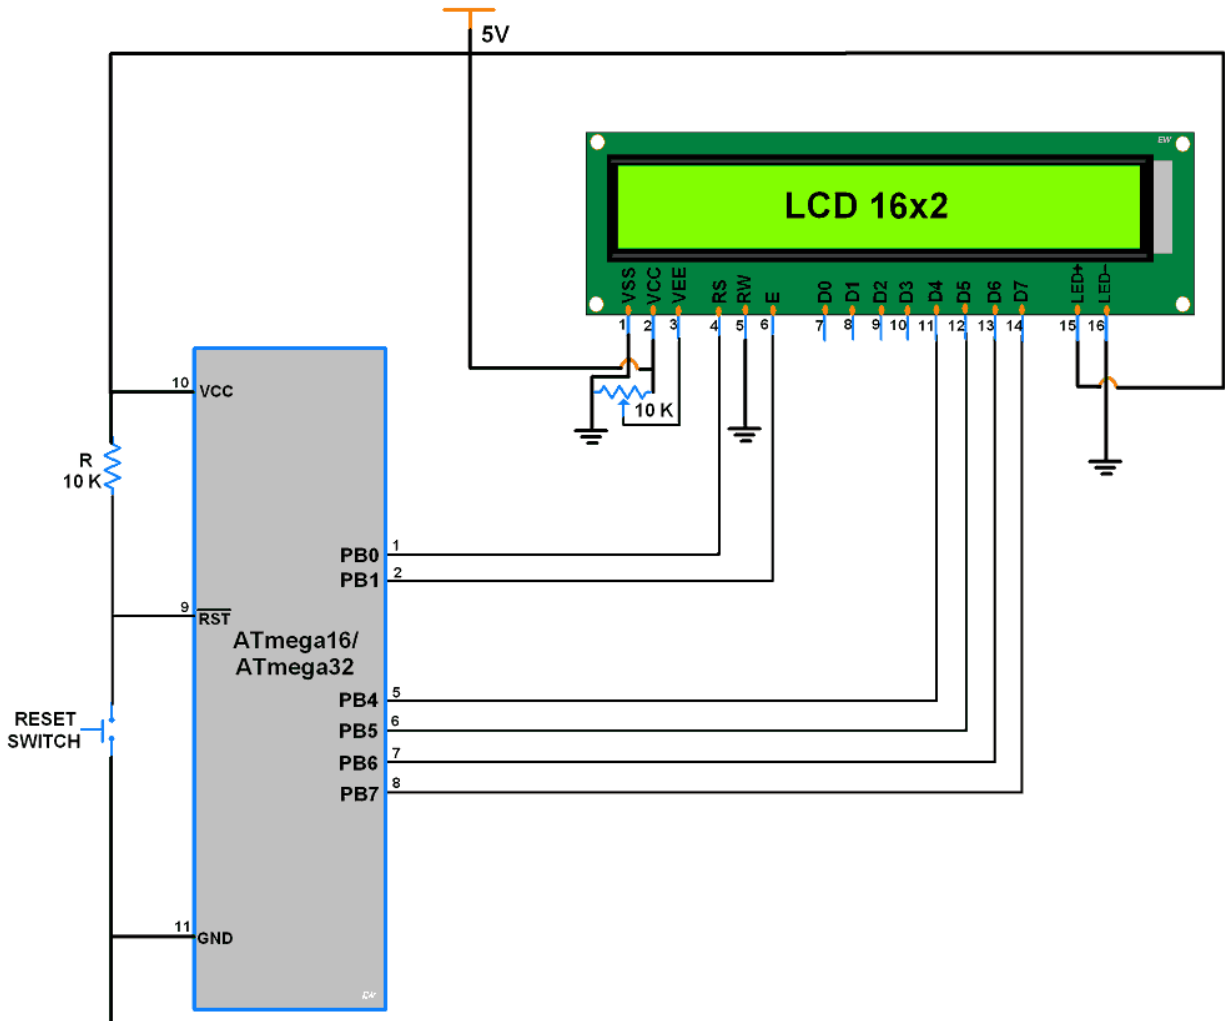 5V
EW
LCD 16x2
VSS VCC VEE RS RW E D0 D1 D2 D3 D4 D5 D6 D7 LED+ LED-
1 2 3 4 5 6 7 8 9 10 11 12 13 14 15 16
10 VCC
10 K
R
10 K
PB0 1
PB1 2
9 RST
ATmega16/
ATmega32
PB4 5
RESET
SWITCH
PB5 6
PB6 7
PB7 8
11 GND
EW